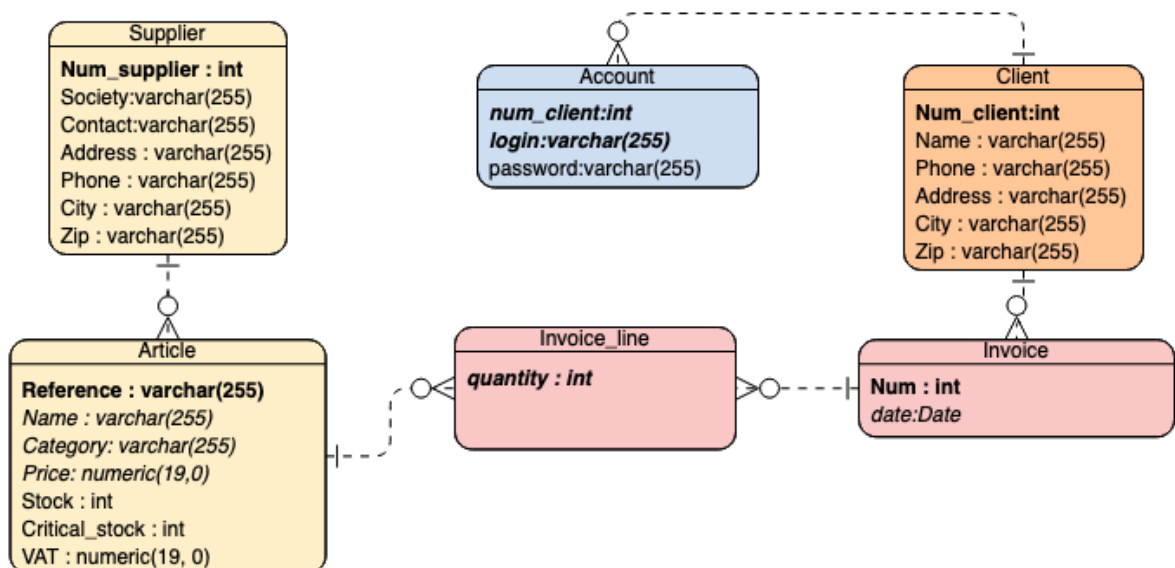 Supplier
Num_supplier : int
Society:varchar(255)
Contact:varchar(255)
Address : varchar(255)
Phone : varchar(255)
City : varchar(255)
Zip : varchar(255)
Account
num_client:int
login:varchar(255)
password:varchar(255)
Client
Num_client:int
Name : varchar(255)
Phone : varchar(255)
Address : varchar(255)
City : varchar(255)
Zip : varchar(255)
Article
Reference : varchar(255)
Name : varchar(255)
Category: varchar(255)
Price: numeric(19,0)
Stock : int
Critical_stock : int
VAT : numeric(19, 0)
Invoice_line
quantity : int
Invoice
Num : int
date:Date